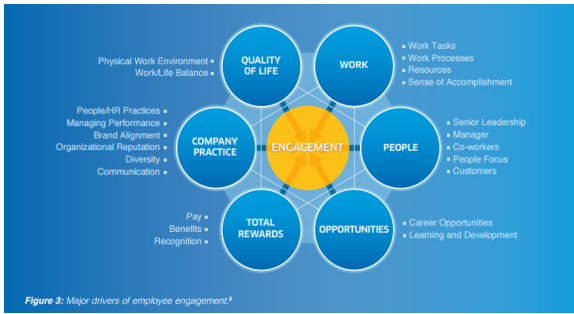 QUALITY
OF LIFE
Physical Work Environment
Work/Life Balance
WORK
Work Tasks
Work Processes
Resources
Sense of Accomplishment
COMPANY
PRACTICE
People/HR Practices
Managing Performance
Brand Alignment
Organizational Reputation
Diversity
Communication
ENGAGEMENT
PEOPLE
Senior Leadership
Manager
Co-workers
People Focus
Customers
TOTAL
REWARDS
Pay
Benefits
Recognition
OPPORTUNITIES
Career Opportunities
Learning and Development
Figure 3: Major drivers of employee engagement.⁸